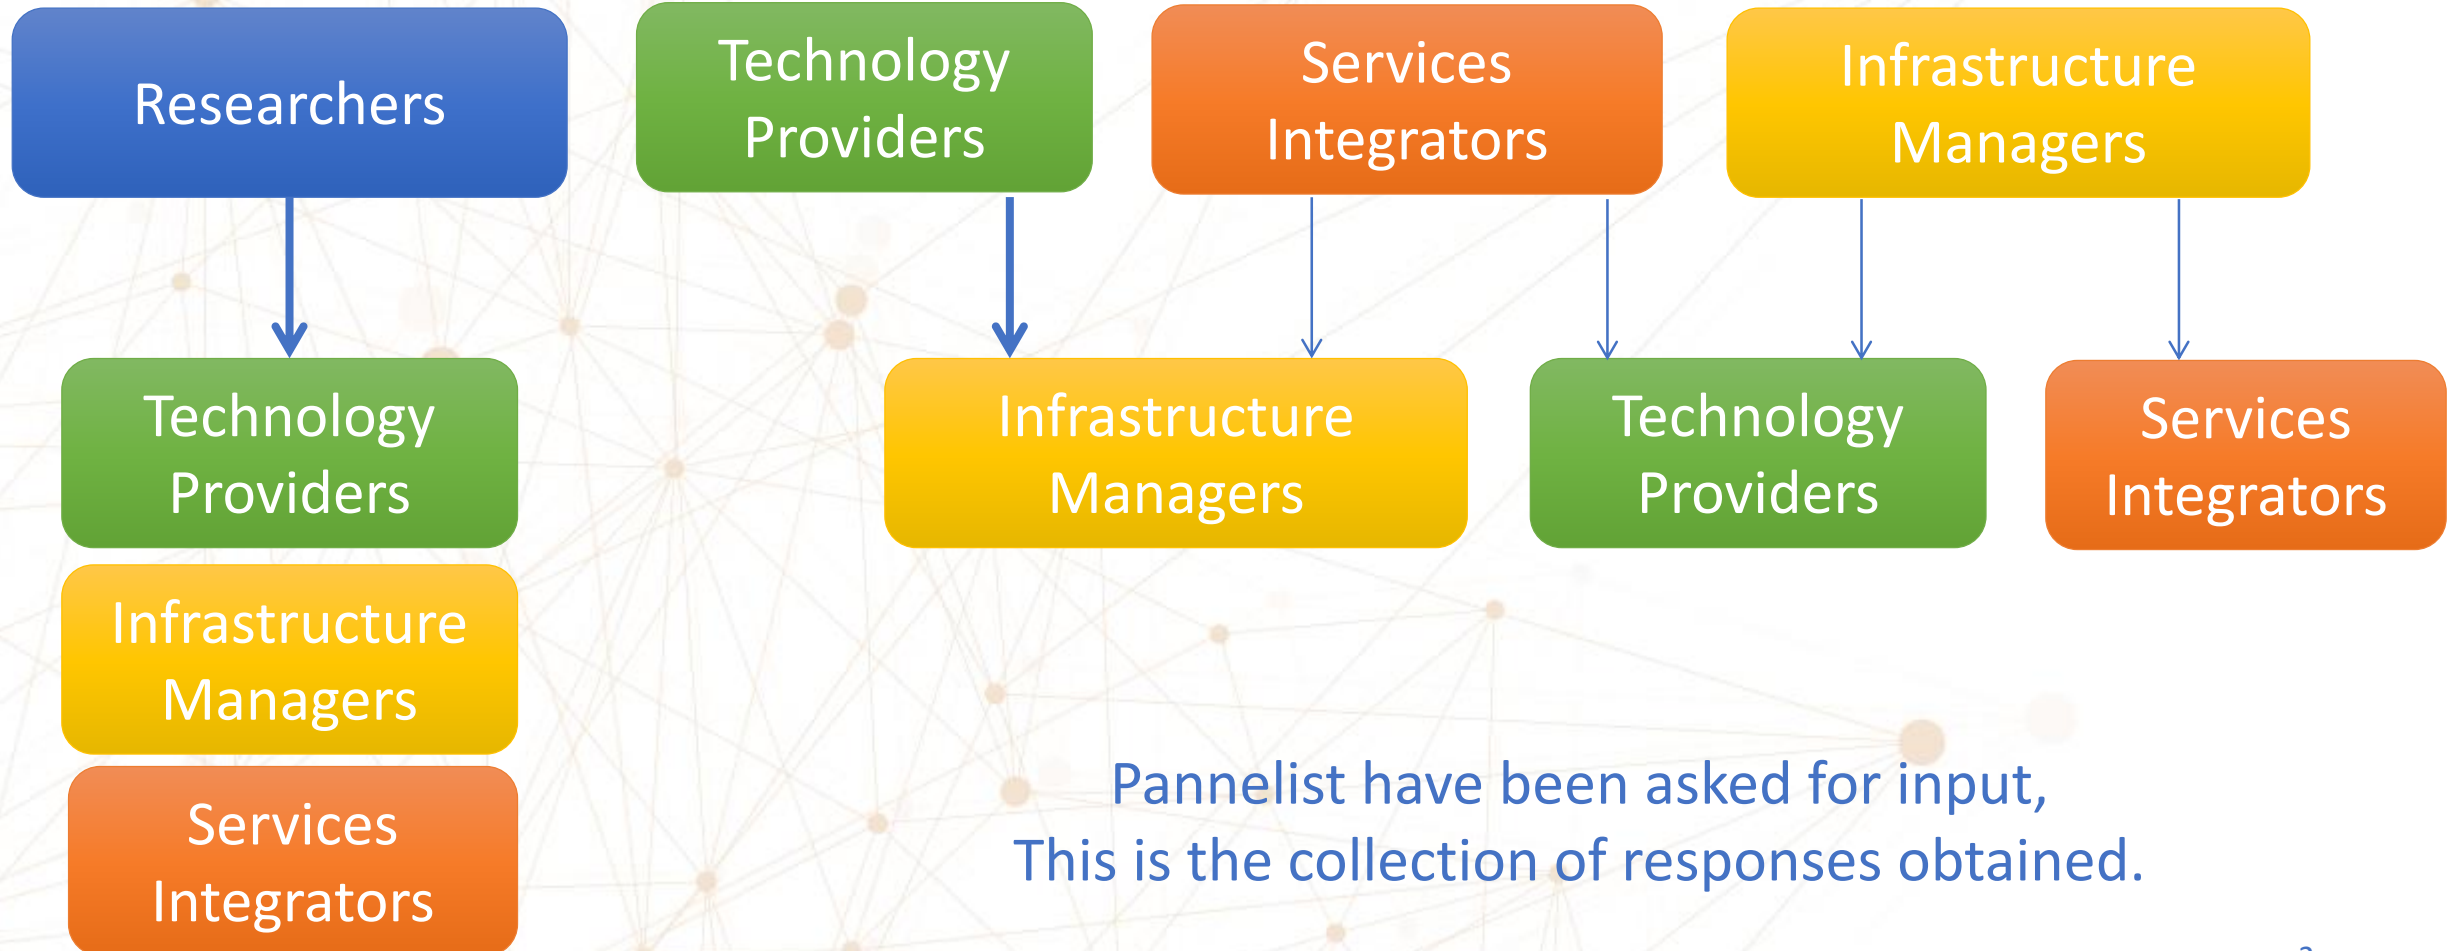 Researchers
Technology
Providers
Services
Integrators
Infrastructure
Managers
Technology
Providers
Infrastructure
Managers
Technology
Providers
Services
Integrators
Infrastructure
Managers
Services
Integrators
Pannelist have been asked for input,
This is the collection of responses obtained.